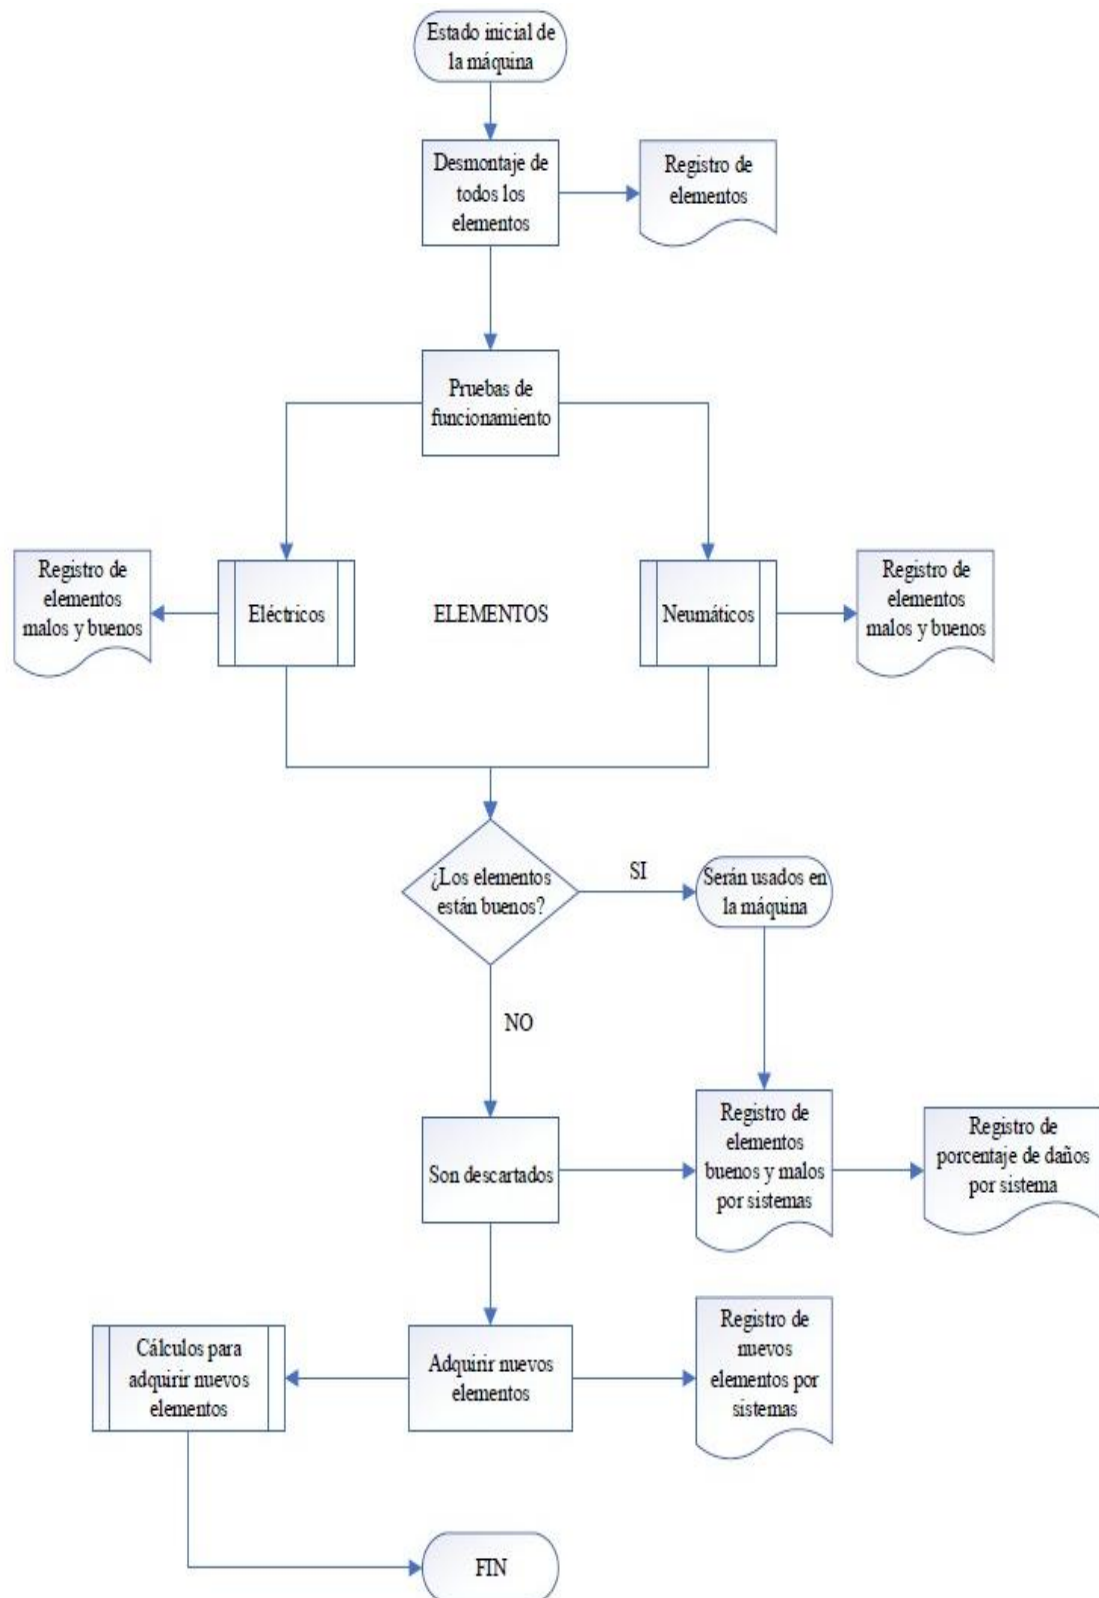 Estado inicial de
la máquina
Desmontaje de
todos los
elementos
Registro de
elementos
Pruebas de
funcionamiento
Registro de
elementos
malos y buenos
Eléctricos
ELEMENTOS
Neumáticos
Registro de
elementos
malos y buenos
¿Los elementos
están buenos?
SI
Serán usados en
la máquina
NO
Son descartados
Registro de
elementos
buenos y malos
por sistemas
Registro de
porcentaje de daños
por sistema
Cálculos para
adquirir nuevos
elementos
Adquirir nuevos
elementos
Registro de
nuevos
elementos por
sistemas
FIN